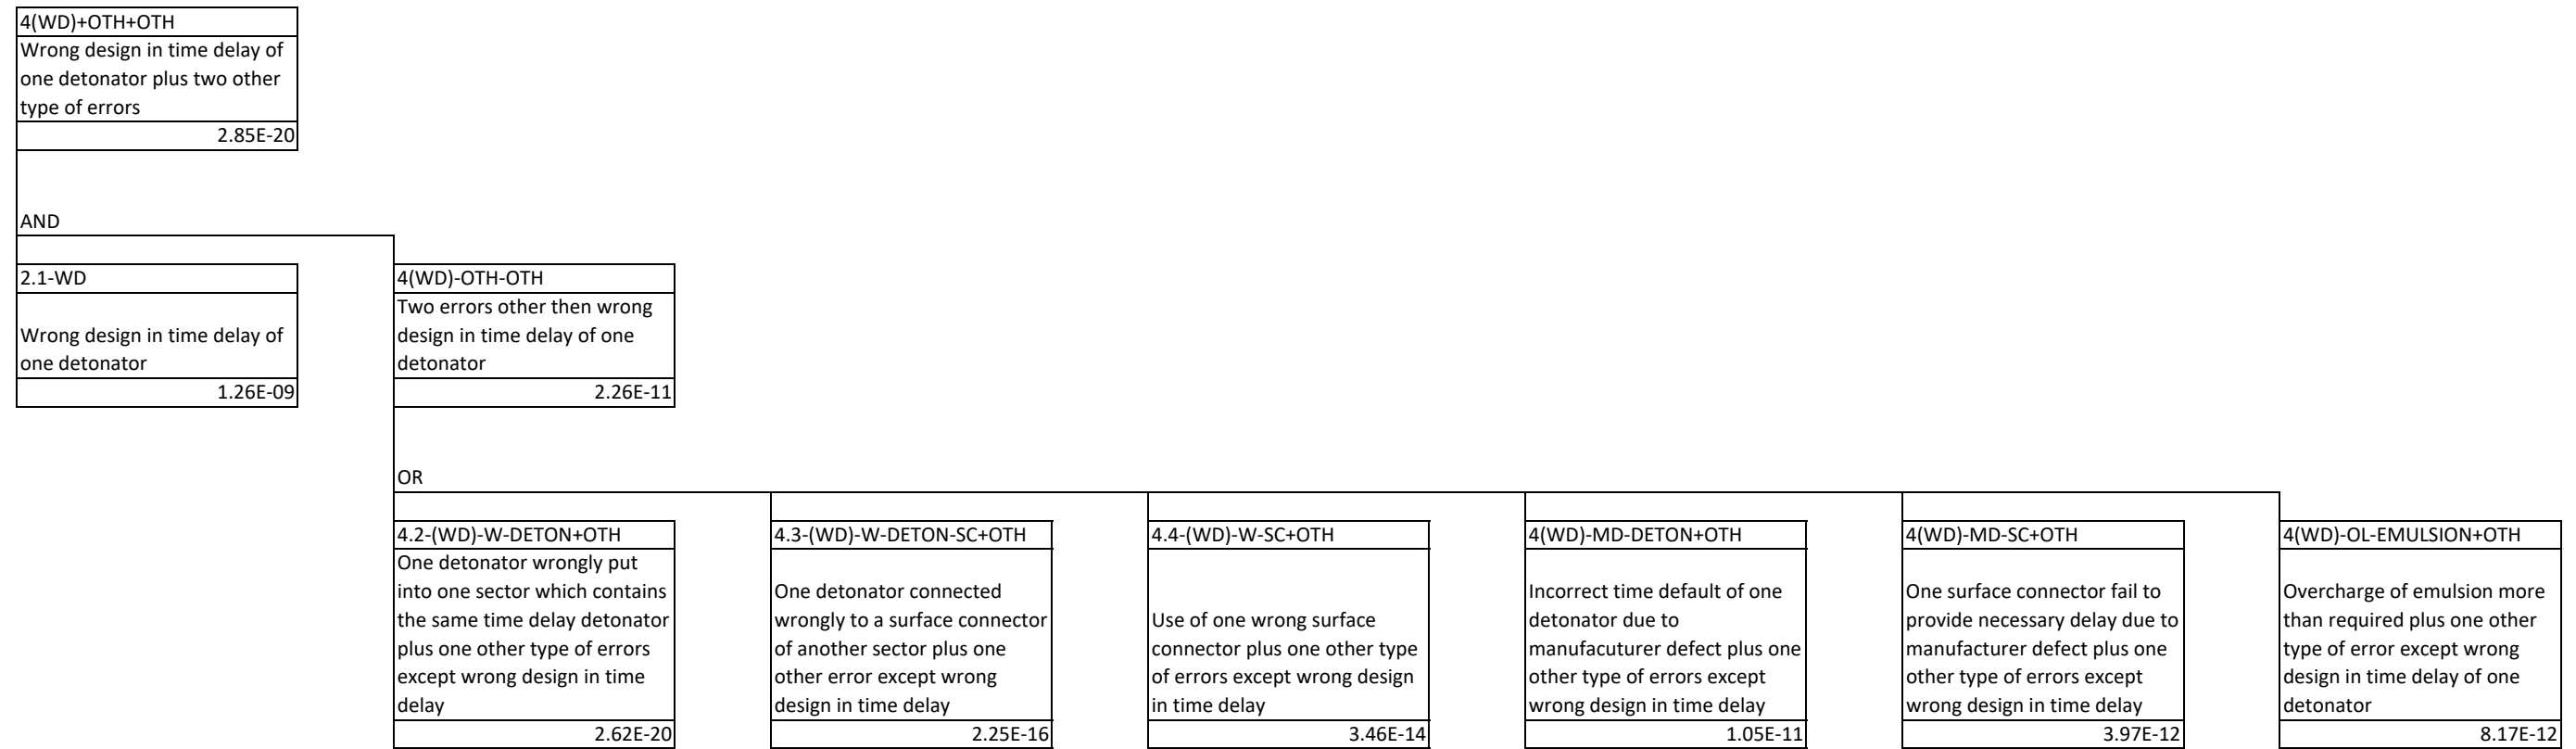 4(WD)+OTH+OTH
Wrong design in time delay of
one detonator plus two other
type of errors
2.85E-20
AND
2.1-WD
Wrong design in time delay of
one detonator
1.26E-09
4(WD)-OTH-OTH
Two errors other then wrong
design in time delay of one
detonator
2.26E-11
OR
4.2-(WD)-W-DETON+OTH
One detonator wrongly put
into one sector which contains
the same time delay detonator
plus one other type of errors
except wrong design in time
delay
2.62E-20
4.3-(WD)-W-DETON-SC+OTH
One detonator connected
wrongly to a surface connector
of another sector plus one
other error except wrong
design in time delay
2.25E-16
4.4-(WD)-W-SC+OTH
Use of one wrong surface
connector plus one other type
of errors except wrong design
in time delay
3.46E-14
4(WD)-MD-DETON+OTH
Incorrect time default of one
detonator due to
manufacuturer defect plus one
other type of errors except
wrong design in time delay
1.05E-11
4(WD)-MD-SC+OTH
One surface connector fail to
provide necessary delay due to
manufacturer defect plus one
other type of errors except
wrong design in time delay
3.97E-12
4(WD)-OL-EMULSION+OTH
Overcharge of emulsion more
than required plus one other
type of error except wrong
design in time delay of one
detonator
8.17E-12